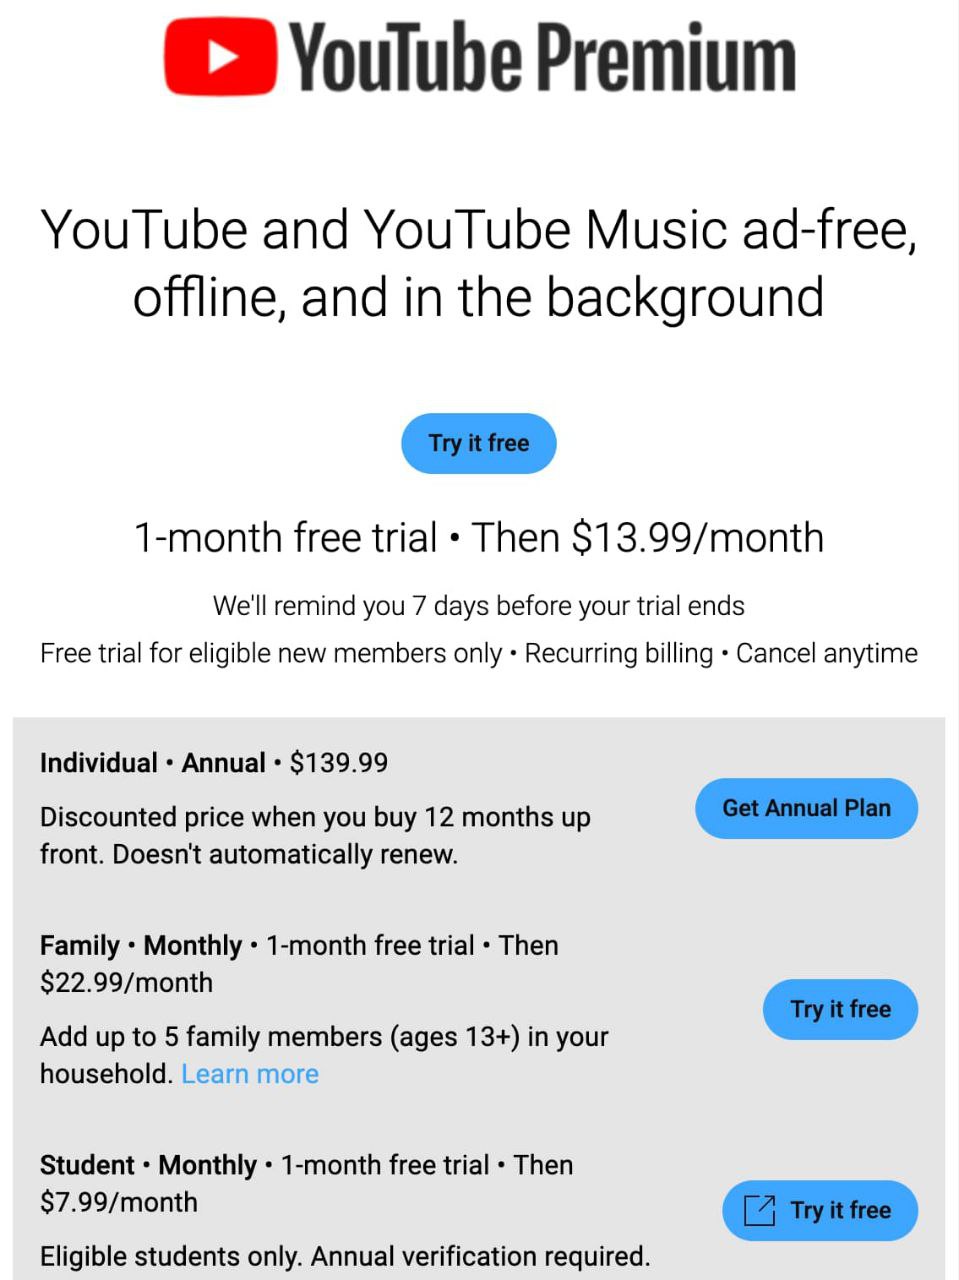 YouTube Premium
YouTube and YouTube Music ad-free,
offline, and in the background
Try it free
1-month free trial • Then $13.99/month
We'll remind you 7 days before your trial ends
Free trial for eligible new members only • Recurring billing • Cancel anytime
Individual • Annual • $139.99
Discounted price when you buy 12 months up
front. Doesn't automatically renew.
Get Annual Plan
Family • Monthly • 1-month free trial • Then
$22.99/month
Add up to 5 family members (ages 13+) in your
household. Learn more
Try it free
Student • Monthly • 1-month free trial • Then
$7.99/month
Eligible students only. Annual verification required.
Try it free